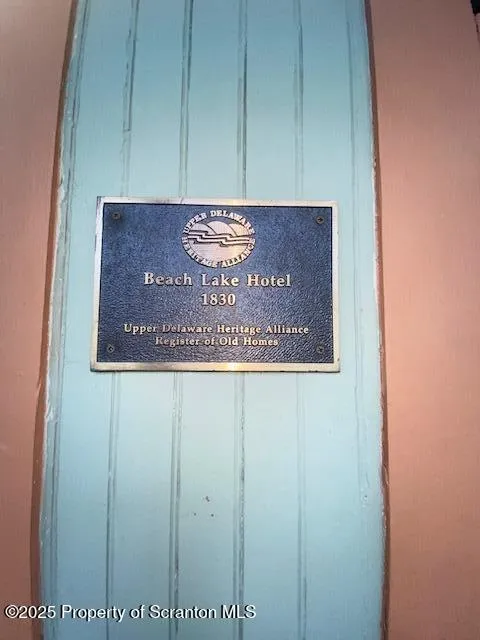 UPPER DELAWARE
HERITAGE ALLIANCE
Beach Lake Hotel
1830
Upper Delaware Heritage Alliance
Register of Old Homes
©2025 Property of Scranton MLS